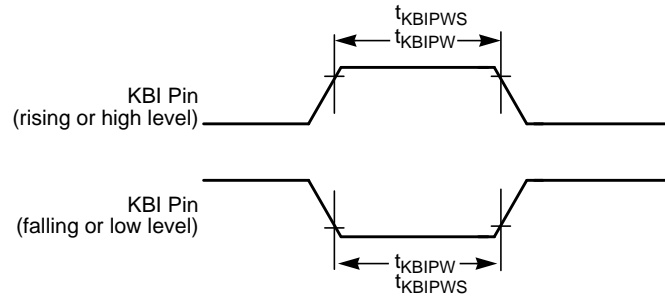 tKBIPWS
tKBIPW
KBI Pin
(rising or high level)
KBI Pin
(falling or low level)
tKBIPW
tKBIPWS